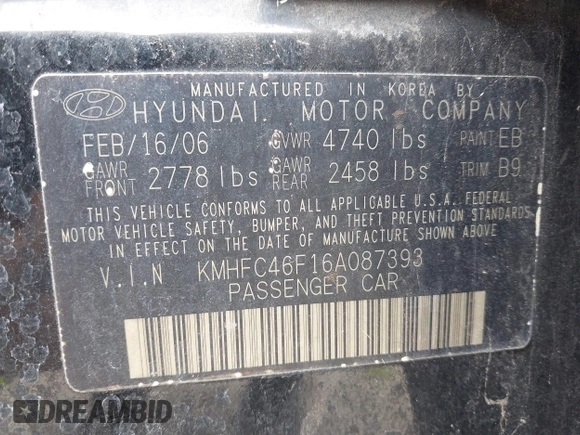 MANUFACTURED IN KOREA BY
HYUNDAI MOTOR COMPANY
FEB/16/06 GVWR 4740 lbs PAINT EB
GAWR FRONT 2778 lbs GAWR REAR 2458 lbs TRIM B9
THIS VEHICLE CONFORMS TO ALL APPLICABLE U.S.A. FEDERAL
MOTOR VEHICLE SAFETY, BUMPER, AND THEFT PREVENTION STANDARDS
IN EFFECT ON THE DATE OF MANUFACTURE SHOWN ABOVE.
V.I.N KMHFC46F16A087393
PASSENGER CAR
DREAMBID